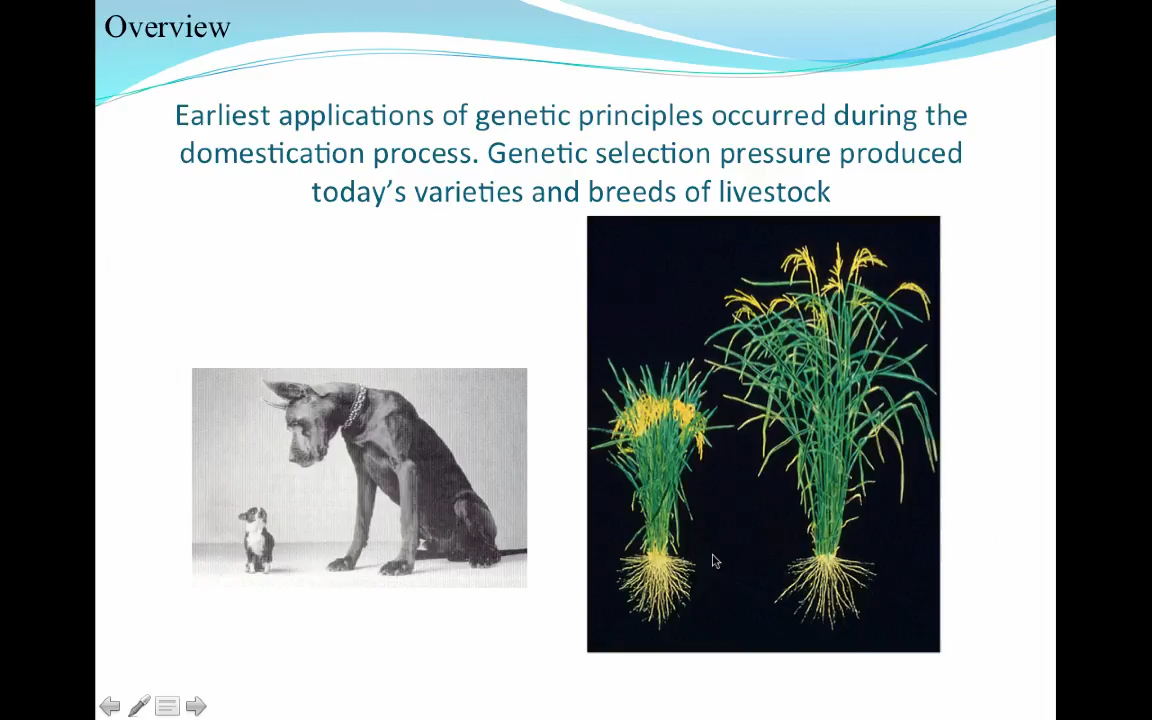 Overview
Earliest applications of genetic principles occurred during the
domestication process. Genetic selection pressure produced
today's varieties and breeds of livestock